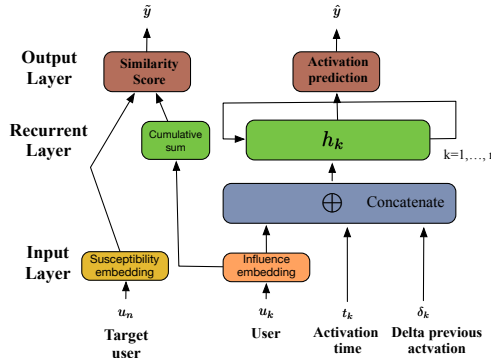 ỹ
ŷ
Output
Layer
Similarity
Score
Activation
prediction
Recurrent
Layer
Cumulative
sum
h_k
k=1,…, n
⊕ Concatenate
Input
Layer
Susceptibility
embedding
Influence
embedding
u_n
u_k
t_k
δ_k
Target
user
User
Activation
time
Delta previous
actvation